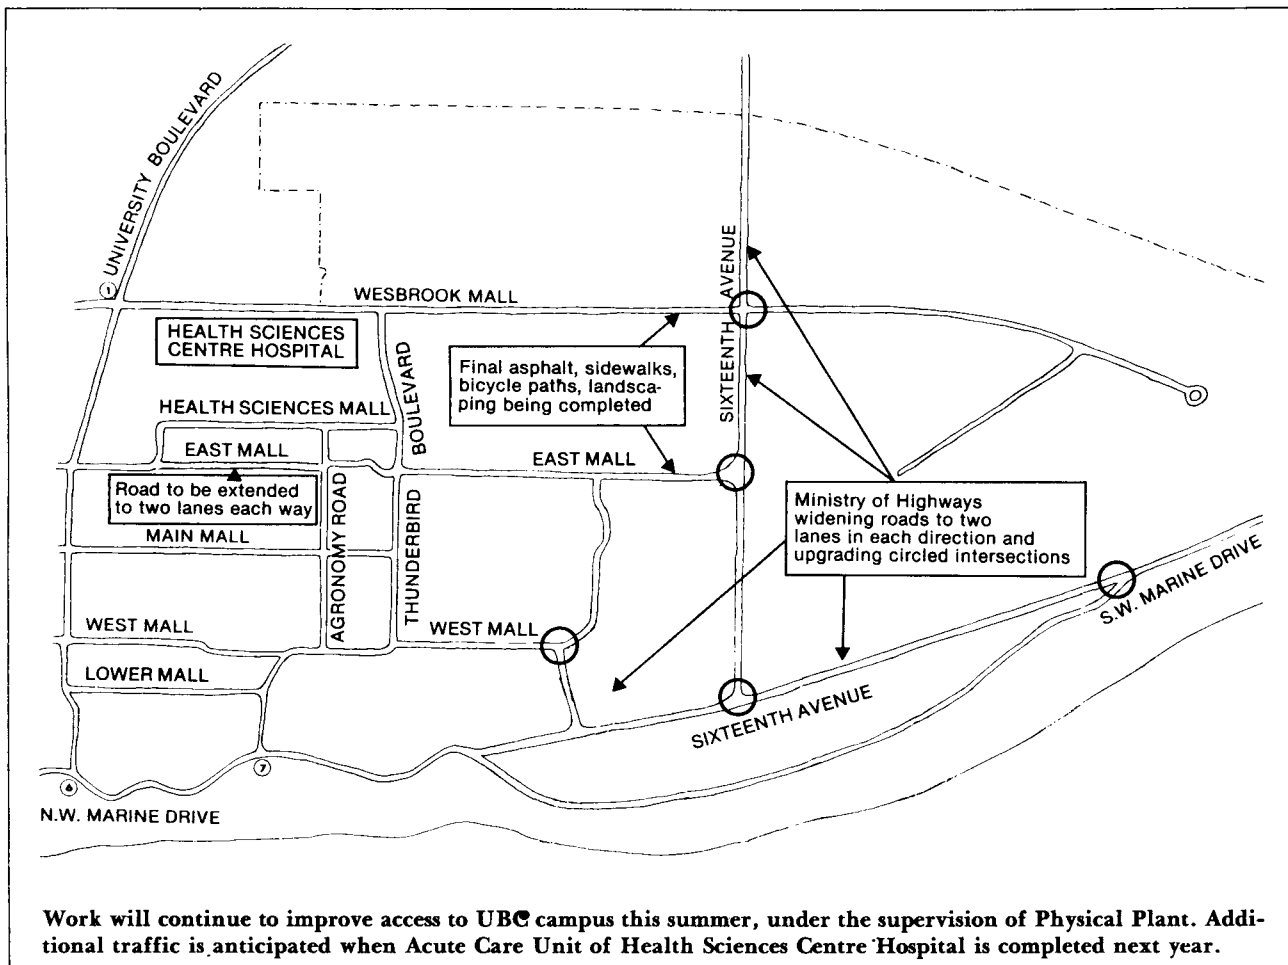 UNIVERSITY BOULEVARD
1
WESBROOK MALL
SIXTEENTH AVENUE
HEALTH SCIENCES
CENTRE HOSPITAL
BOULEVARD
Final asphalt, sidewalks,
bicycle paths, landsca-
ping being completed
HEALTH SCIENCES MALL
EAST MALL
EAST MALL
Road to be extended
to two lanes each way
AGRONOMY ROAD
THUNDERBIRD
Ministry of Highways
widening roads to two
lanes in each direction and
upgrading circled intersections
MAIN MALL
S.W. MARINE DRIVE
WEST MALL
WEST MALL
LOWER MALL
SIXTEENTH AVENUE
7
6
N.W. MARINE DRIVE
Work will continue to improve access to UBC campus this summer, under the supervision of Physical Plant. Addi-
tional traffic is anticipated when Acute Care Unit of Health Sciences Centre Hospital is completed next year.